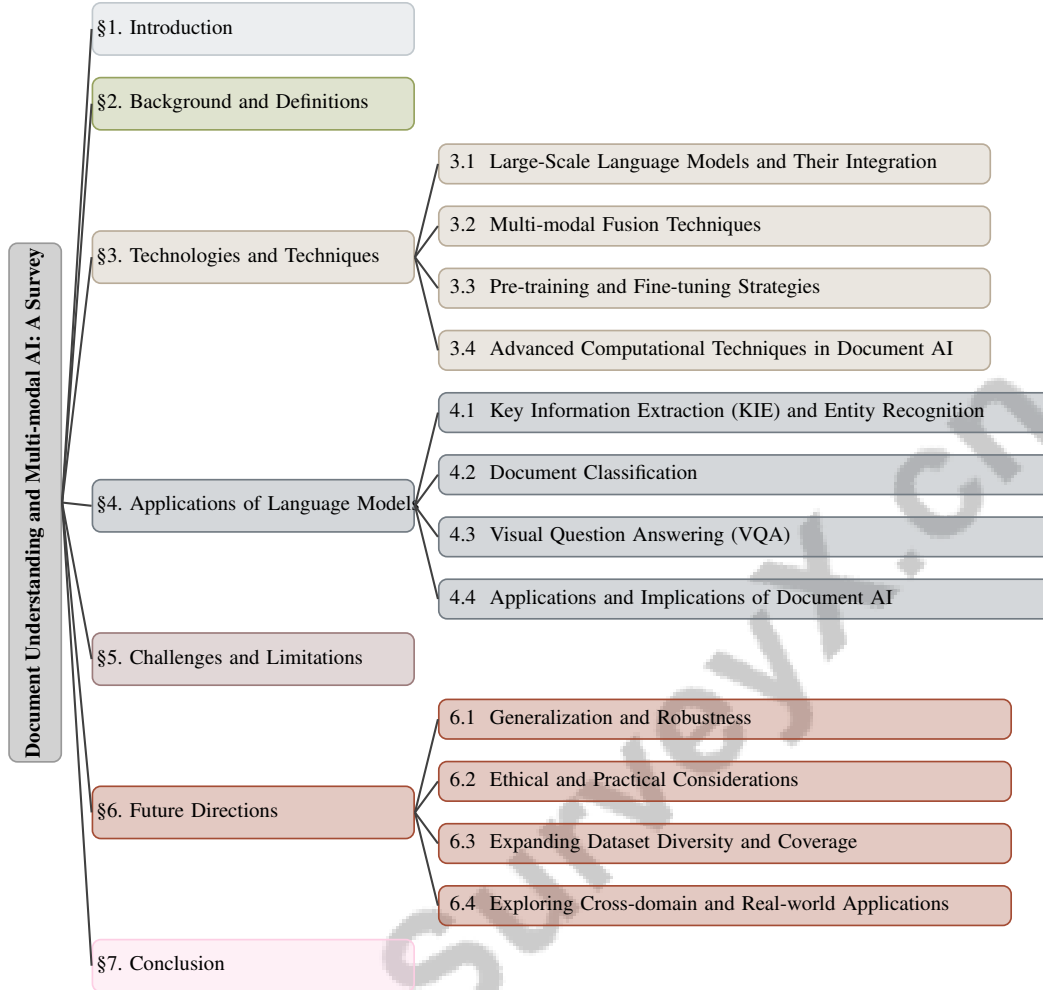 Document Understanding and Multi-modal AI: A Survey
§1. Introduction
§2. Background and Definitions
§3. Technologies and Techniques
3.1 Large-Scale Language Models and Their Integration
3.2 Multi-modal Fusion Techniques
3.3 Pre-training and Fine-tuning Strategies
3.4 Advanced Computational Techniques in Document AI
§4. Applications of Language Models
4.1 Key Information Extraction (KIE) and Entity Recognition
4.2 Document Classification
4.3 Visual Question Answering (VQA)
4.4 Applications and Implications of Document AI
§5. Challenges and Limitations
§6. Future Directions
6.1 Generalization and Robustness
6.2 Ethical and Practical Considerations
6.3 Expanding Dataset Diversity and Coverage
6.4 Exploring Cross-domain and Real-world Applications
§7. Conclusion
SurveyX.cn